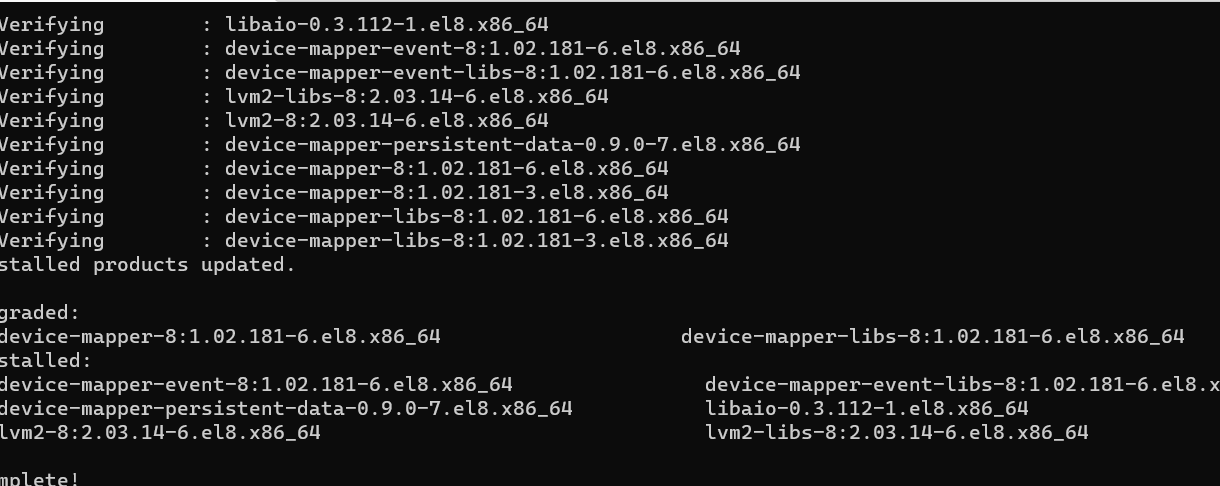 Verifying : libaio-0.3.112-1.el8.x86_64
Verifying : device-mapper-event-8:1.02.181-6.el8.x86_64
Verifying : device-mapper-event-libs-8:1.02.181-6.el8.x86_64
Verifying : lvm2-libs-8:2.03.14-6.el8.x86_64
Verifying : lvm2-8:2.03.14-6.el8.x86_64
Verifying : device-mapper-persistent-data-0.9.0-7.el8.x86_64
Verifying : device-mapper-8:1.02.181-6.el8.x86_64
Verifying : device-mapper-8:1.02.181-3.el8.x86_64
Verifying : device-mapper-libs-8:1.02.181-6.el8.x86_64
Verifying : device-mapper-libs-8:1.02.181-3.el8.x86_64
stalled products updated.
graded:
device-mapper-8:1.02.181-6.el8.x86_64 device-mapper-libs-8:1.02.181-6.el8.x86_64
stalled:
device-mapper-event-8:1.02.181-6.el8.x86_64 device-mapper-event-libs-8:1.02.181-6.el8.x
device-mapper-persistent-data-0.9.0-7.el8.x86_64 libaio-0.3.112-1.el8.x86_64
lvm2-8:2.03.14-6.el8.x86_64 lvm2-libs-8:2.03.14-6.el8.x86_64
mplete!